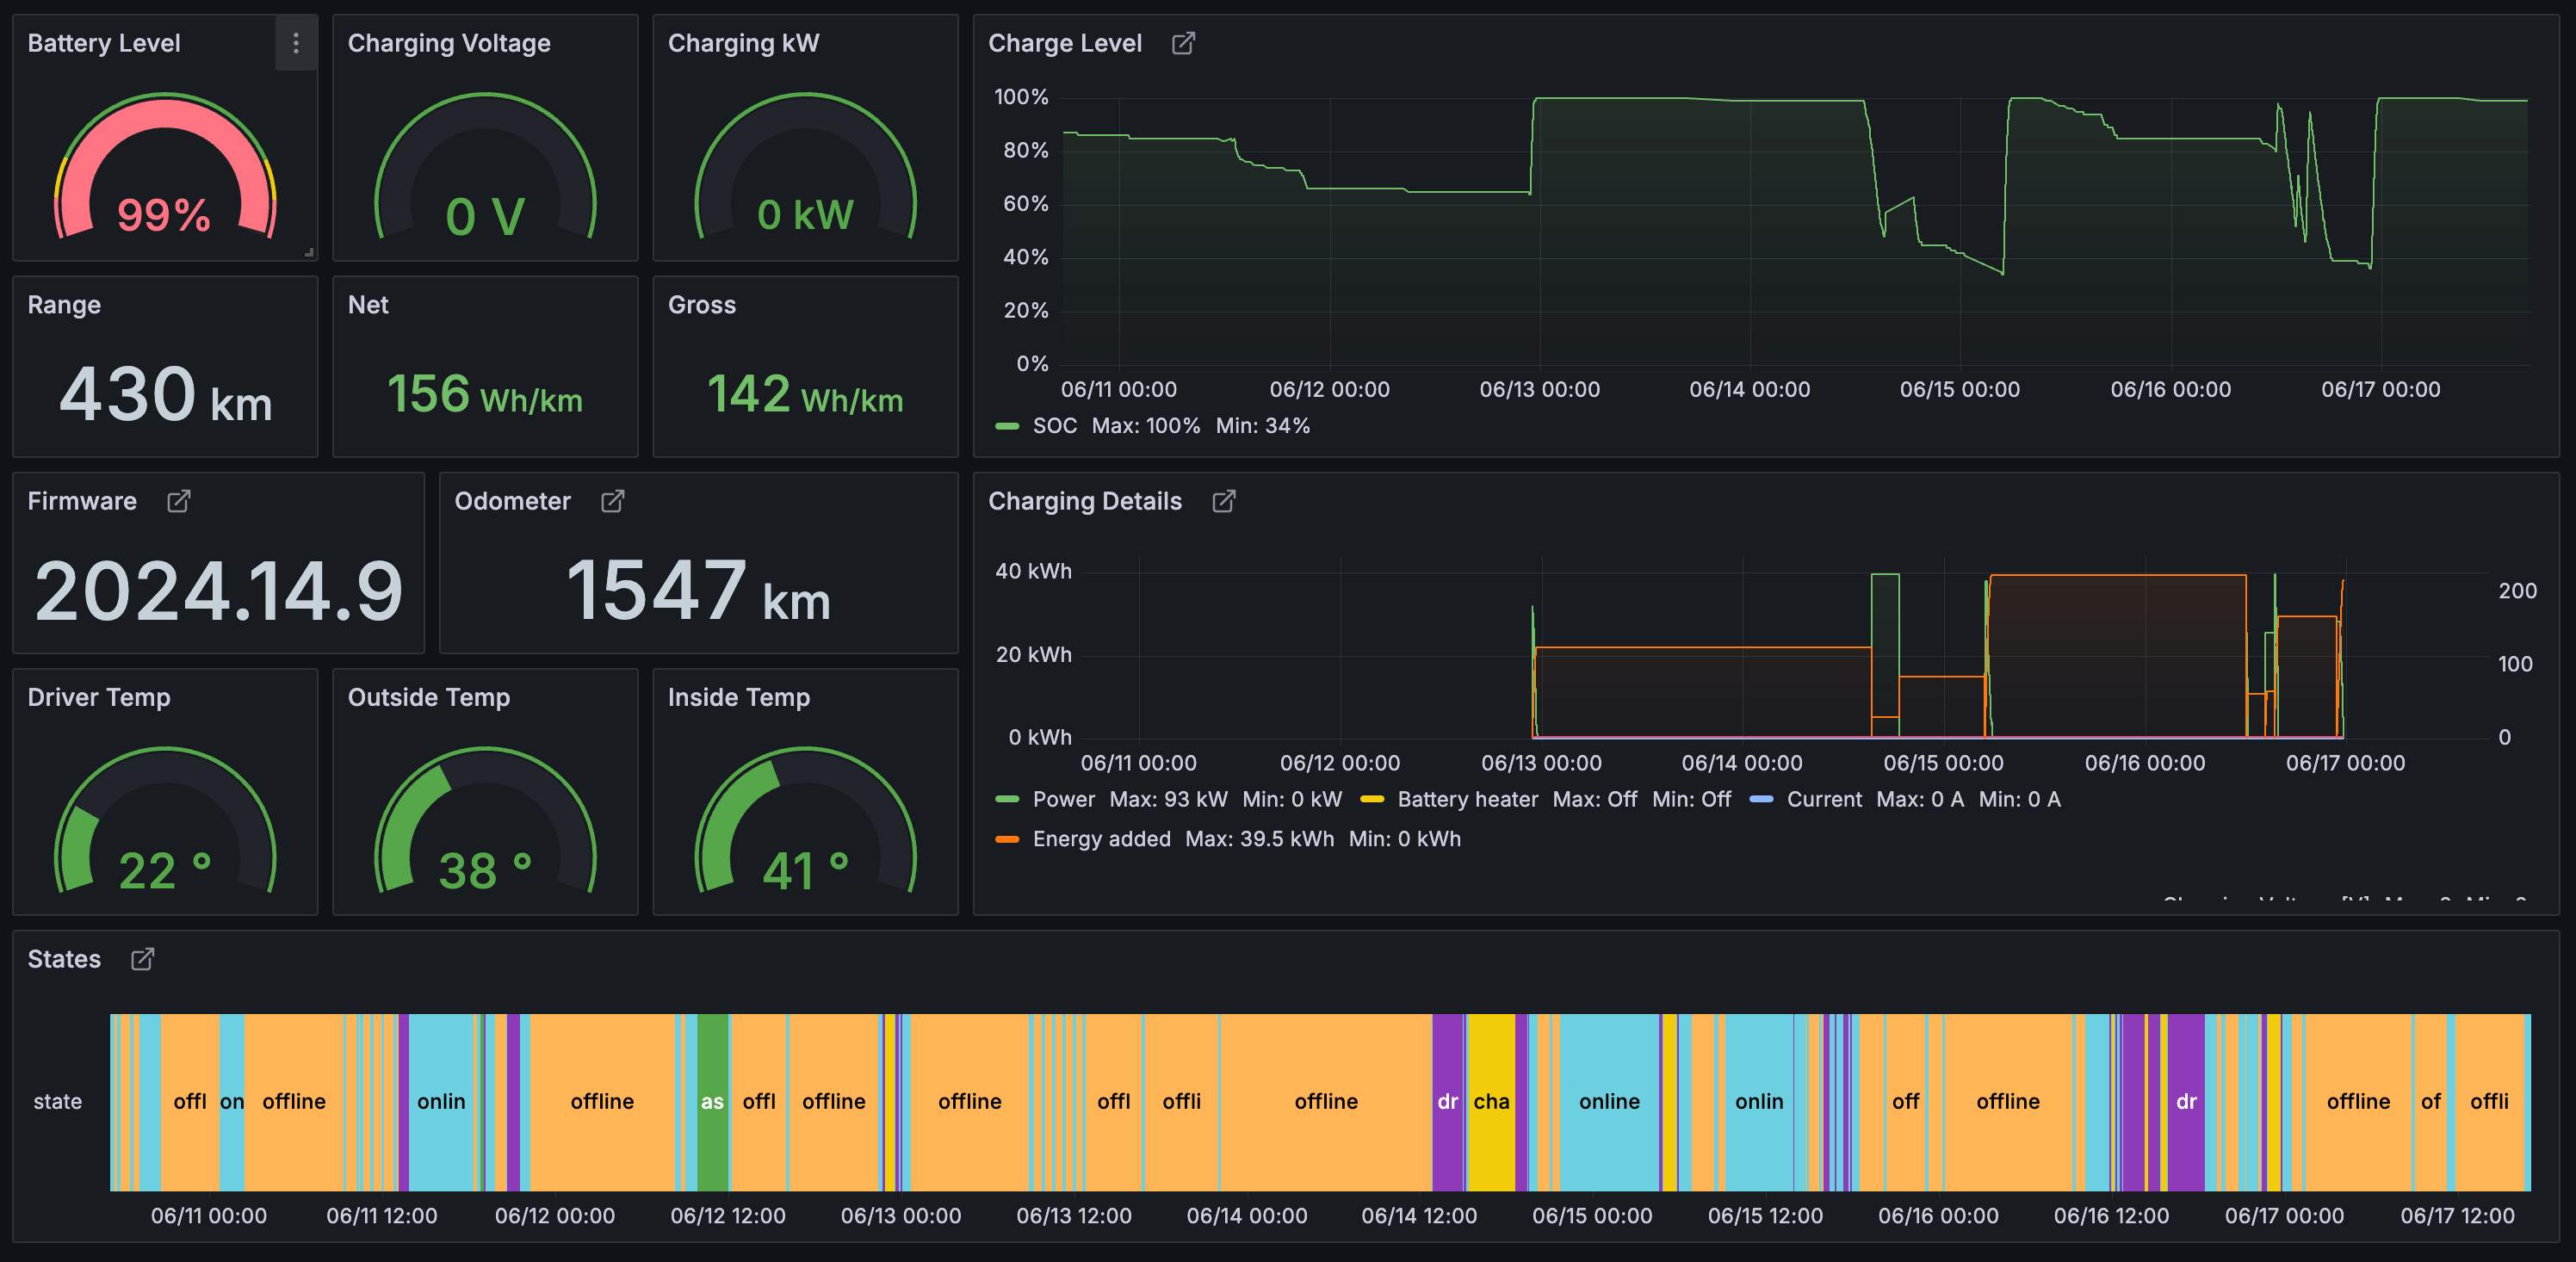 Battery Level
99%
Charging Voltage
0 V
Charging kW
0 kW
Charge Level
100%
80%
60%
40%
20%
0%
06/11 00:00 06/12 00:00 06/13 00:00 06/14 00:00 06/15 00:00 06/16 00:00 06/17 00:00
SOC Max: 100% Min: 34%
Range
430 km
Net
156 Wh/km
Gross
142 Wh/km
Firmware
2024.14.9
Odometer
1547 km
Charging Details
40 kWh
20 kWh
0 kWh
200
100
0
06/11 00:00 06/12 00:00 06/13 00:00 06/14 00:00 06/15 00:00 06/16 00:00 06/17 00:00
Power Max: 93 kW Min: 0 kW Battery heater Max: Off Min: Off Current Max: 0 A Min: 0 A
Energy added Max: 39.5 kWh Min: 0 kWh
Driver Temp
22 °
Outside Temp
38 °
Inside Temp
41 °
States
state offl on offline onlin offline as offl offline offline offl offli offline dr cha online onlin off offline dr offline of offli
06/11 00:00 06/11 12:00 06/12 00:00 06/12 12:00 06/13 00:00 06/13 12:00 06/14 00:00 06/14 12:00 06/15 00:00 06/15 12:00 06/16 00:00 06/16 12:00 06/17 00:00 06/17 12:00